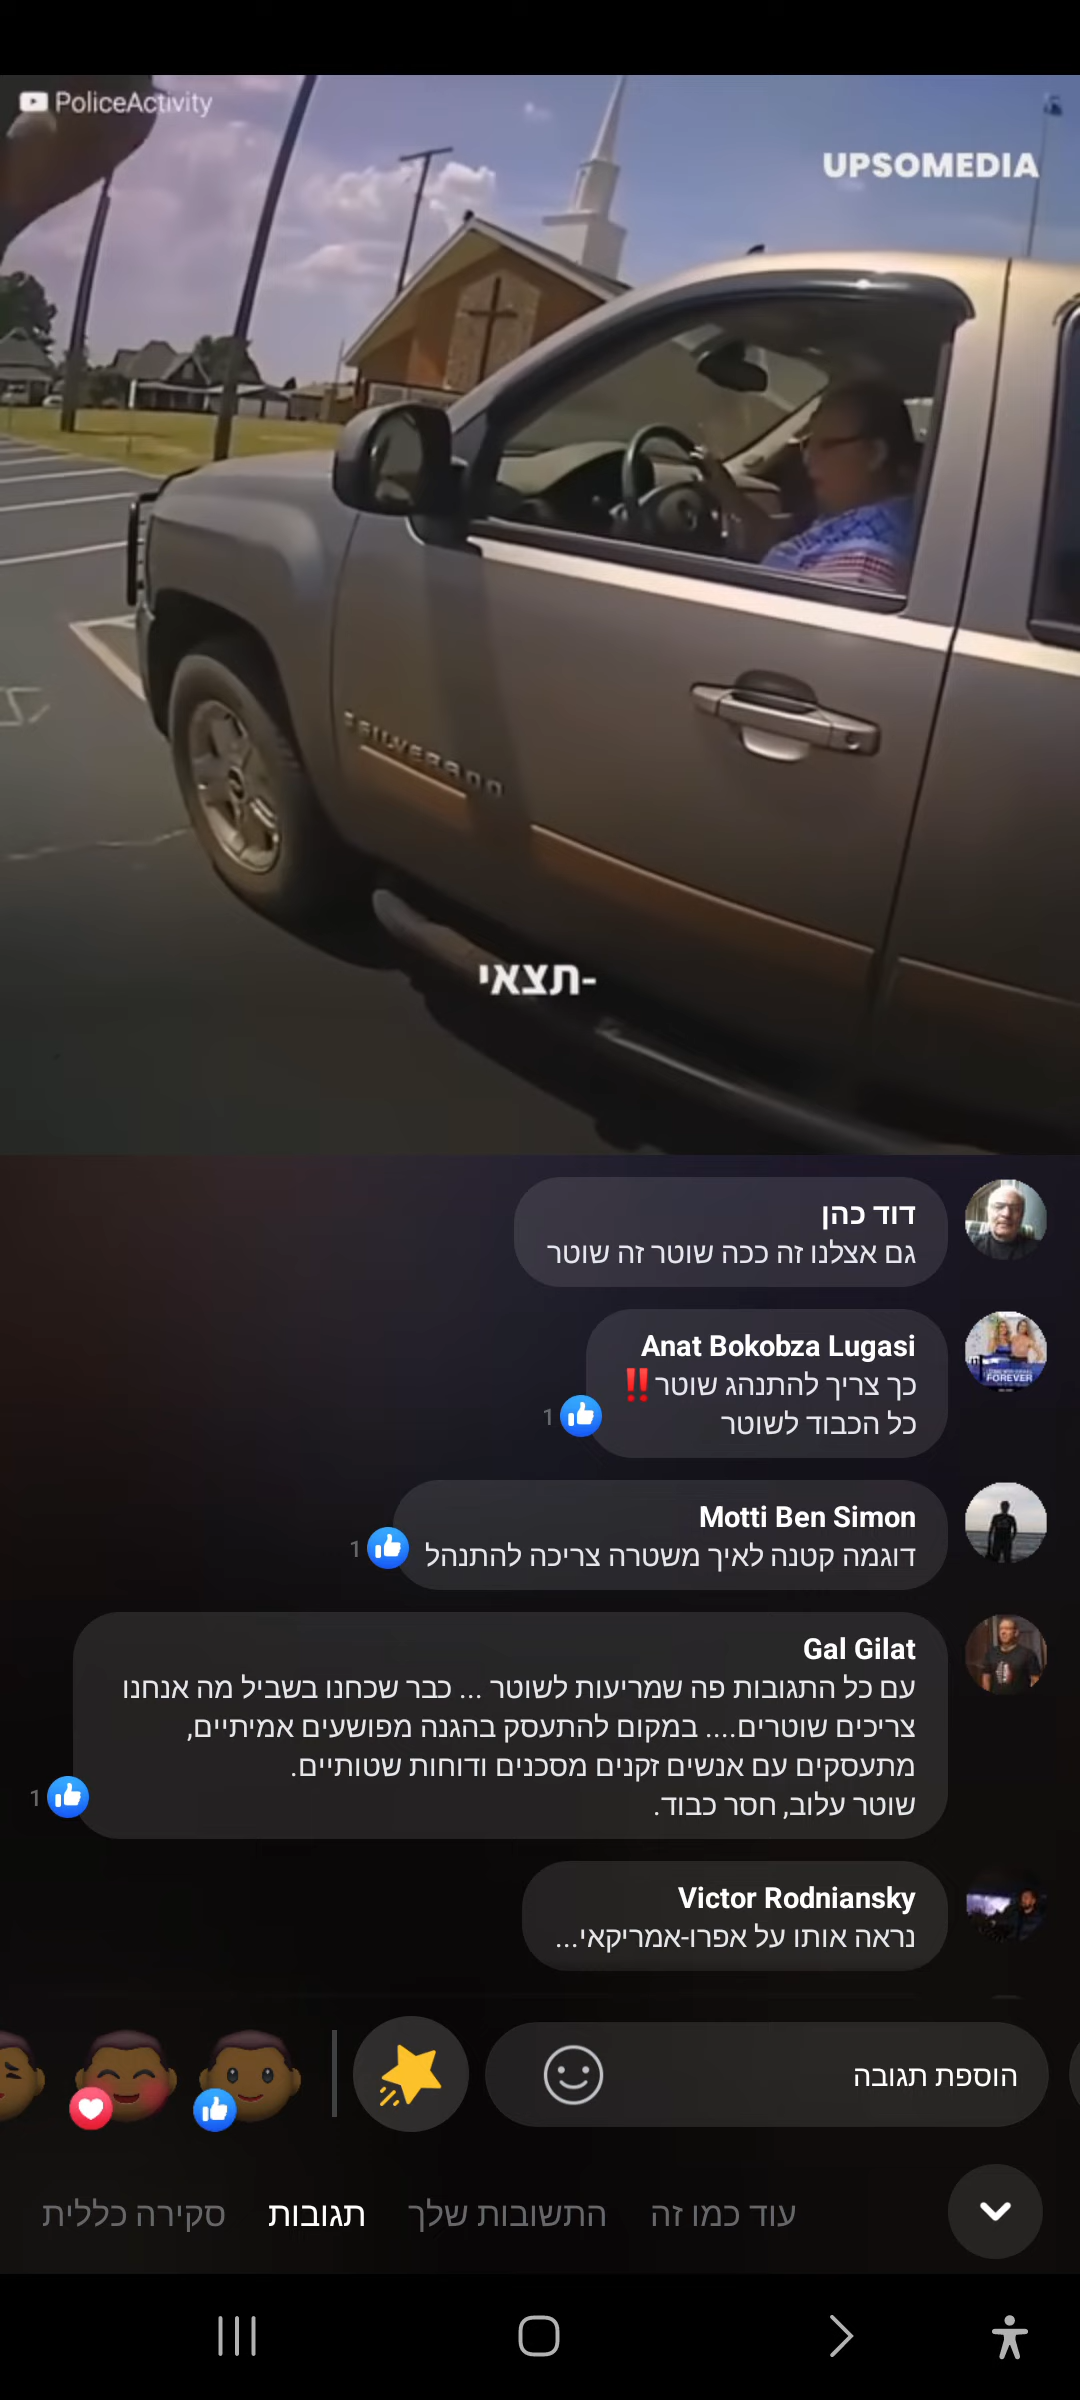 PoliceActivity
UPSOMEDIA
SILVERADO
-תצאי
דוד כהן
גם אצלנו זה ככה שוטר זה שוטר
Anat Bokobza Lugasi
כך צריך להתנהג שוטר‼️
כל הכבוד לשוטר
1
Motti Ben Simon
דוגמה קטנה לאיך משטרה צריכה להתנהל
1
Gal Gilat
עם כל התגובות פה שמריעות לשוטר ... כבר שכחנו בשביל מה אנחנו
צריכים שוטרים.... במקום להתעסק בהגנה מפושעים אמיתיים,
מתעסקים עם אנשים זקנים מסכנים ודוחות שטותיים.
שוטר עלוב, חסר כבוד.
1
Victor Rodniansky
נראה אותו על אפרו-אמריקאי...
הוספת תגובה
עוד כמו זה
התשובות שלך
תגובות
סקירה כללית